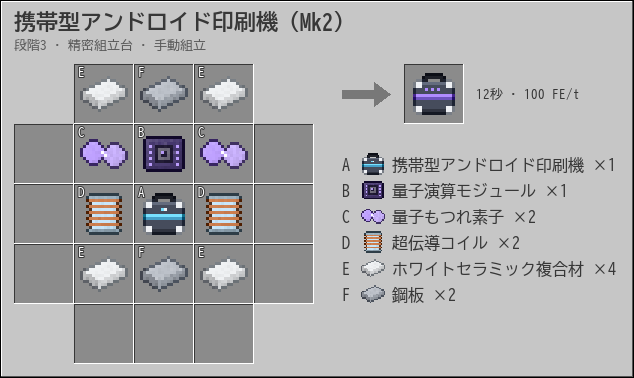 携帯型アンドロイド印刷機 (Mk2)
段階3 · 精密組立台 · 手動組立
E F E
12秒 · 100 FE/t
C B C
D A D
E F E
A 携帯型アンドロイド印刷機 ×1
B 量子演算モジュール ×1
C 量子もつれ素子 ×2
D 超伝導コイル ×2
E ホワイトセラミック複合材 ×4
F 鋼板 ×2